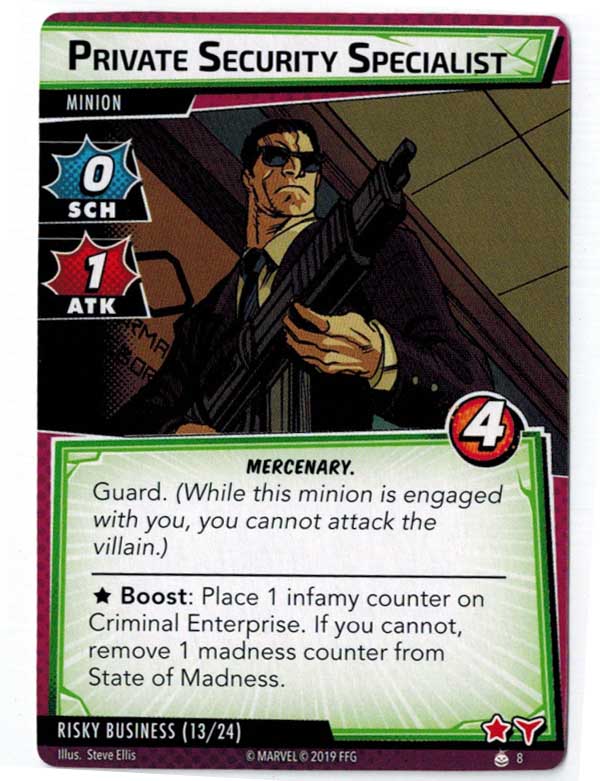 PRIVATE SECURITY SPECIALIST
MINION
0
SCH
1
ATK
4
MERCENARY.
Guard. (While this minion is engaged
with you, you cannot attack the
villain.)
★ Boost: Place 1 infamy counter on
Criminal Enterprise. If you cannot,
remove 1 madness counter from
State of Madness.
RISKY BUSINESS (13/24)
Illus. Steve Ellis
© MARVEL © 2019 FFG
8